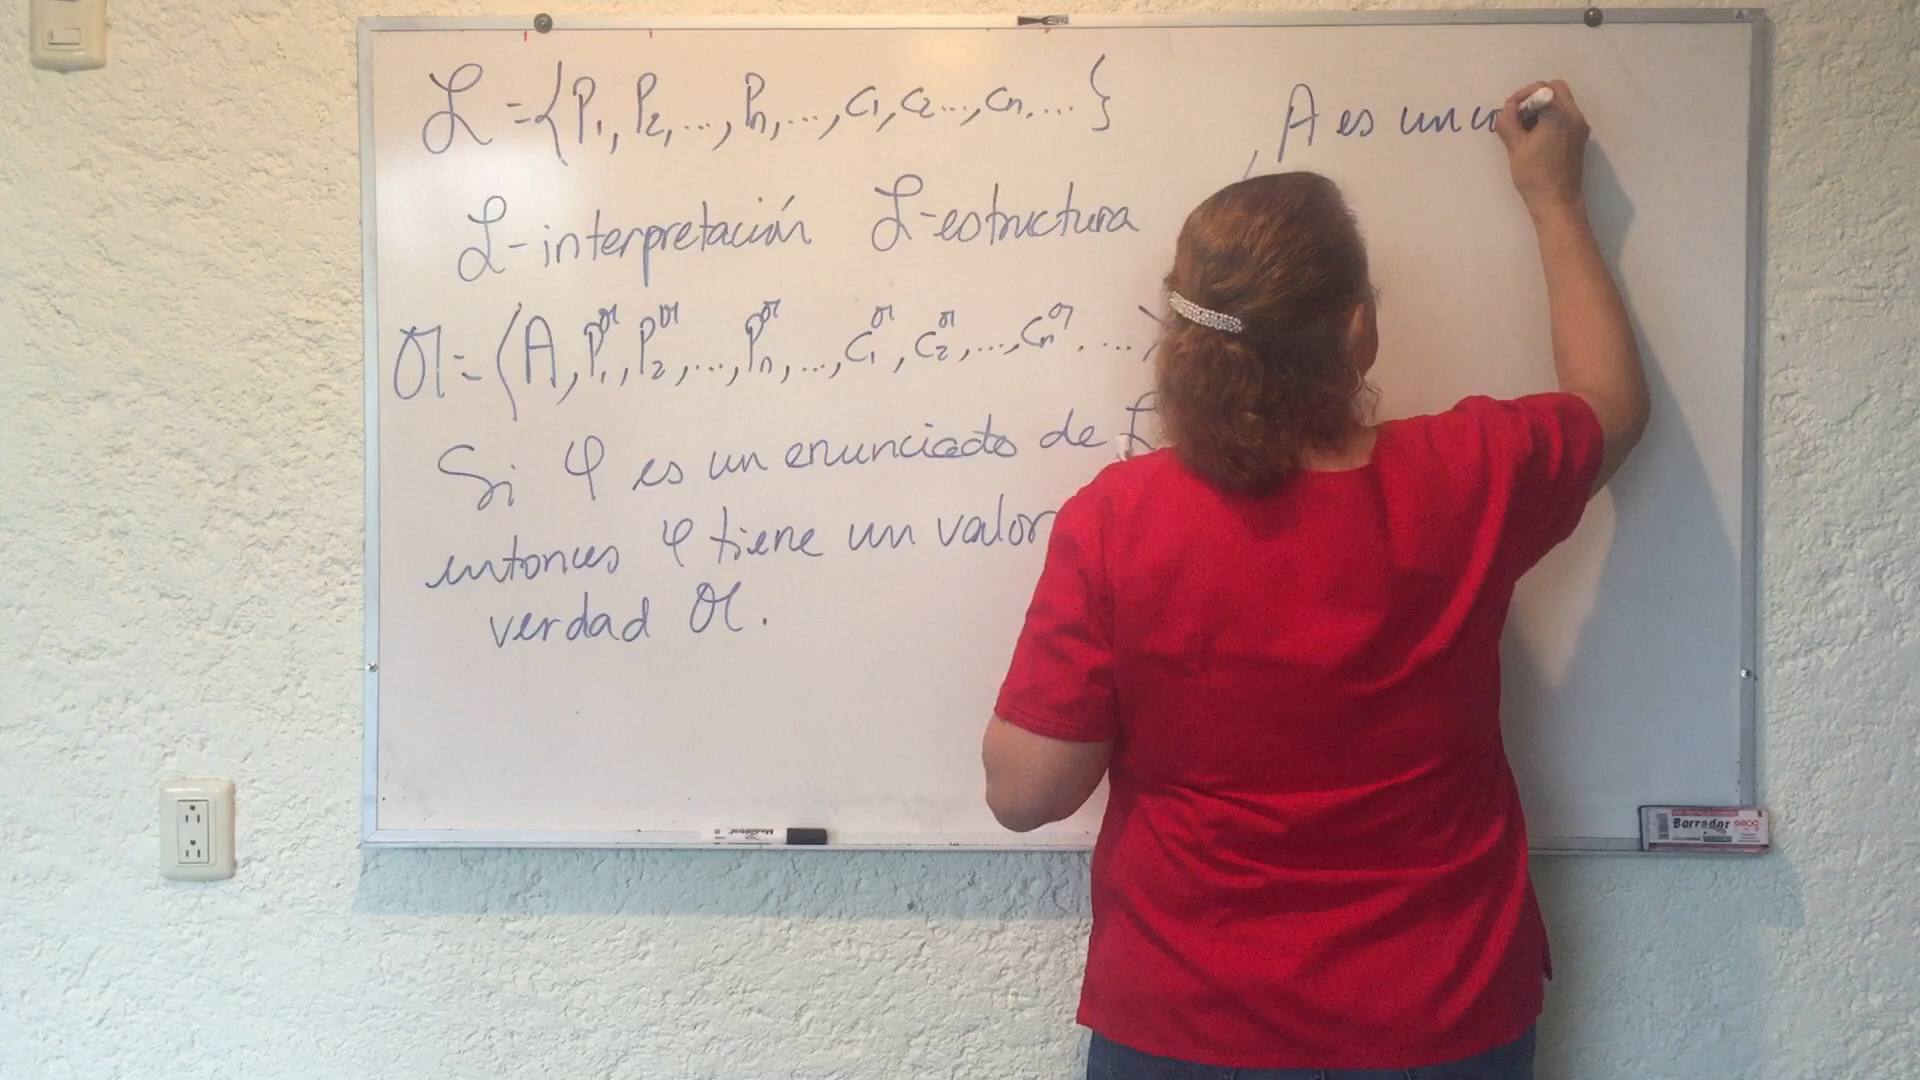 ℒ = {P₁, P₂, ..., Pₙ, ..., c₁, c₂ ..., cₙ, ... }
A es un co
ℒ-interpretación ℒ-estructura
𝔄 = ⟨A, P₁^𝔄, P₂^𝔄, ..., Pₙ^𝔄, ..., c₁^𝔄, c₂^𝔄, ..., cₙ^𝔄, ...⟩
Si φ es un enunciado de ℒ
entonces φ tiene un valor
verdad 𝔄.
Borrador